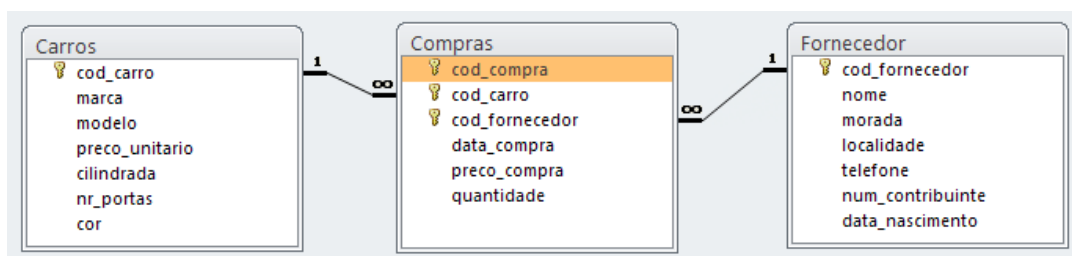 Carros
cod_carro
marca
modelo
preco_unitario
cilindrada
nr_portas
cor
1
∞
Compras
cod_compra
cod_carro
cod_fornecedor
data_compra
preco_compra
quantidade
∞
1
Fornecedor
cod_fornecedor
nome
morada
localidade
telefone
num_contribuinte
data_nascimento